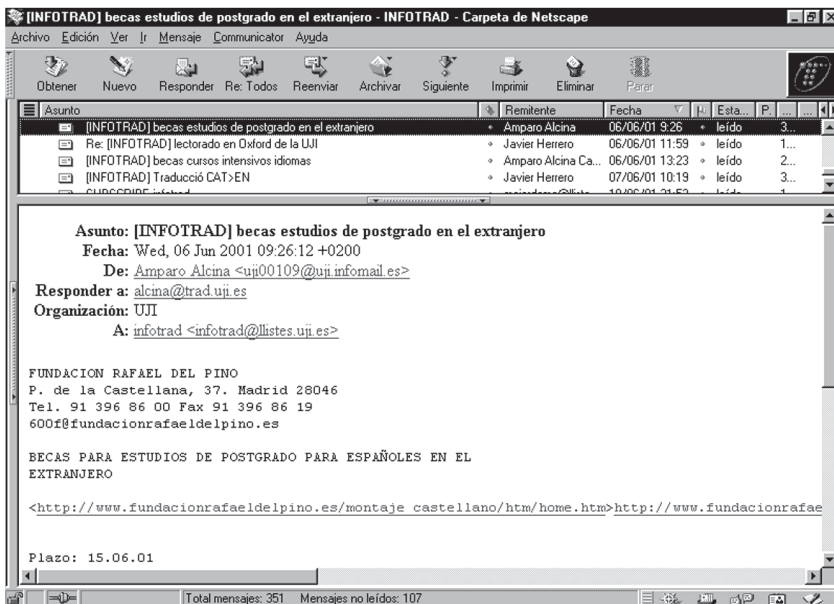 [INFOTRAD] becas estudios de postgrado en el extranjero - INFOTRAD - Carpeta de Netscape
Archivo Edición Ver Ir Mensaje Communicator Ayuda
Obtener Nuevo Responder Re: Todos Reenviar Archivar Siguiente Imprimir Eliminar Parar
Asunto Remitente Fecha Esta... P. ... ...
[INFOTRAD] becas estudios de postgrado en el extranjero Amparo Alcina 06/06/01 9:26 leído 3...
Re: [INFOTRAD] lectorado en Oxford de la UJI Javier Herrero 06/06/01 11:59 leído 1...
[INFOTRAD] becas cursos intensivos idiomas Amparo Alcina Ca... 06/06/01 13:23 leído 2...
[INFOTRAD] Traducció CAT>EN Javier Herrero 07/06/01 10:19 leído 3...
Asunto: [INFOTRAD] becas estudios de postgrado en el extranjero
Fecha: Wed, 06 Jun 2001 09:26:12 +0200
De: Amparo Alcina <uji00109@uji.infomail.es>
Responder a: alcina@trad.uji.es
Organización: UJI
A: infotrad <infotrad@llistes.uji.es>
FUNDACION RAFAEL DEL PINO
P. de la Castellana, 37. Madrid 28046
Tel. 91 396 86 00 Fax 91 396 86 19
600f@fundacionrafaeldelpino.es
BECAS PARA ESTUDIOS DE POSTGRADO PARA ESPAÑOLES EN EL
EXTRANJERO
<http://www.fundacionrafaeldelpino.es/montaje castellano/htm/home.htm>http://www.fundacionrafae
Plazo: 15.06.01
Total mensajes: 351 Mensajes no leídos: 107